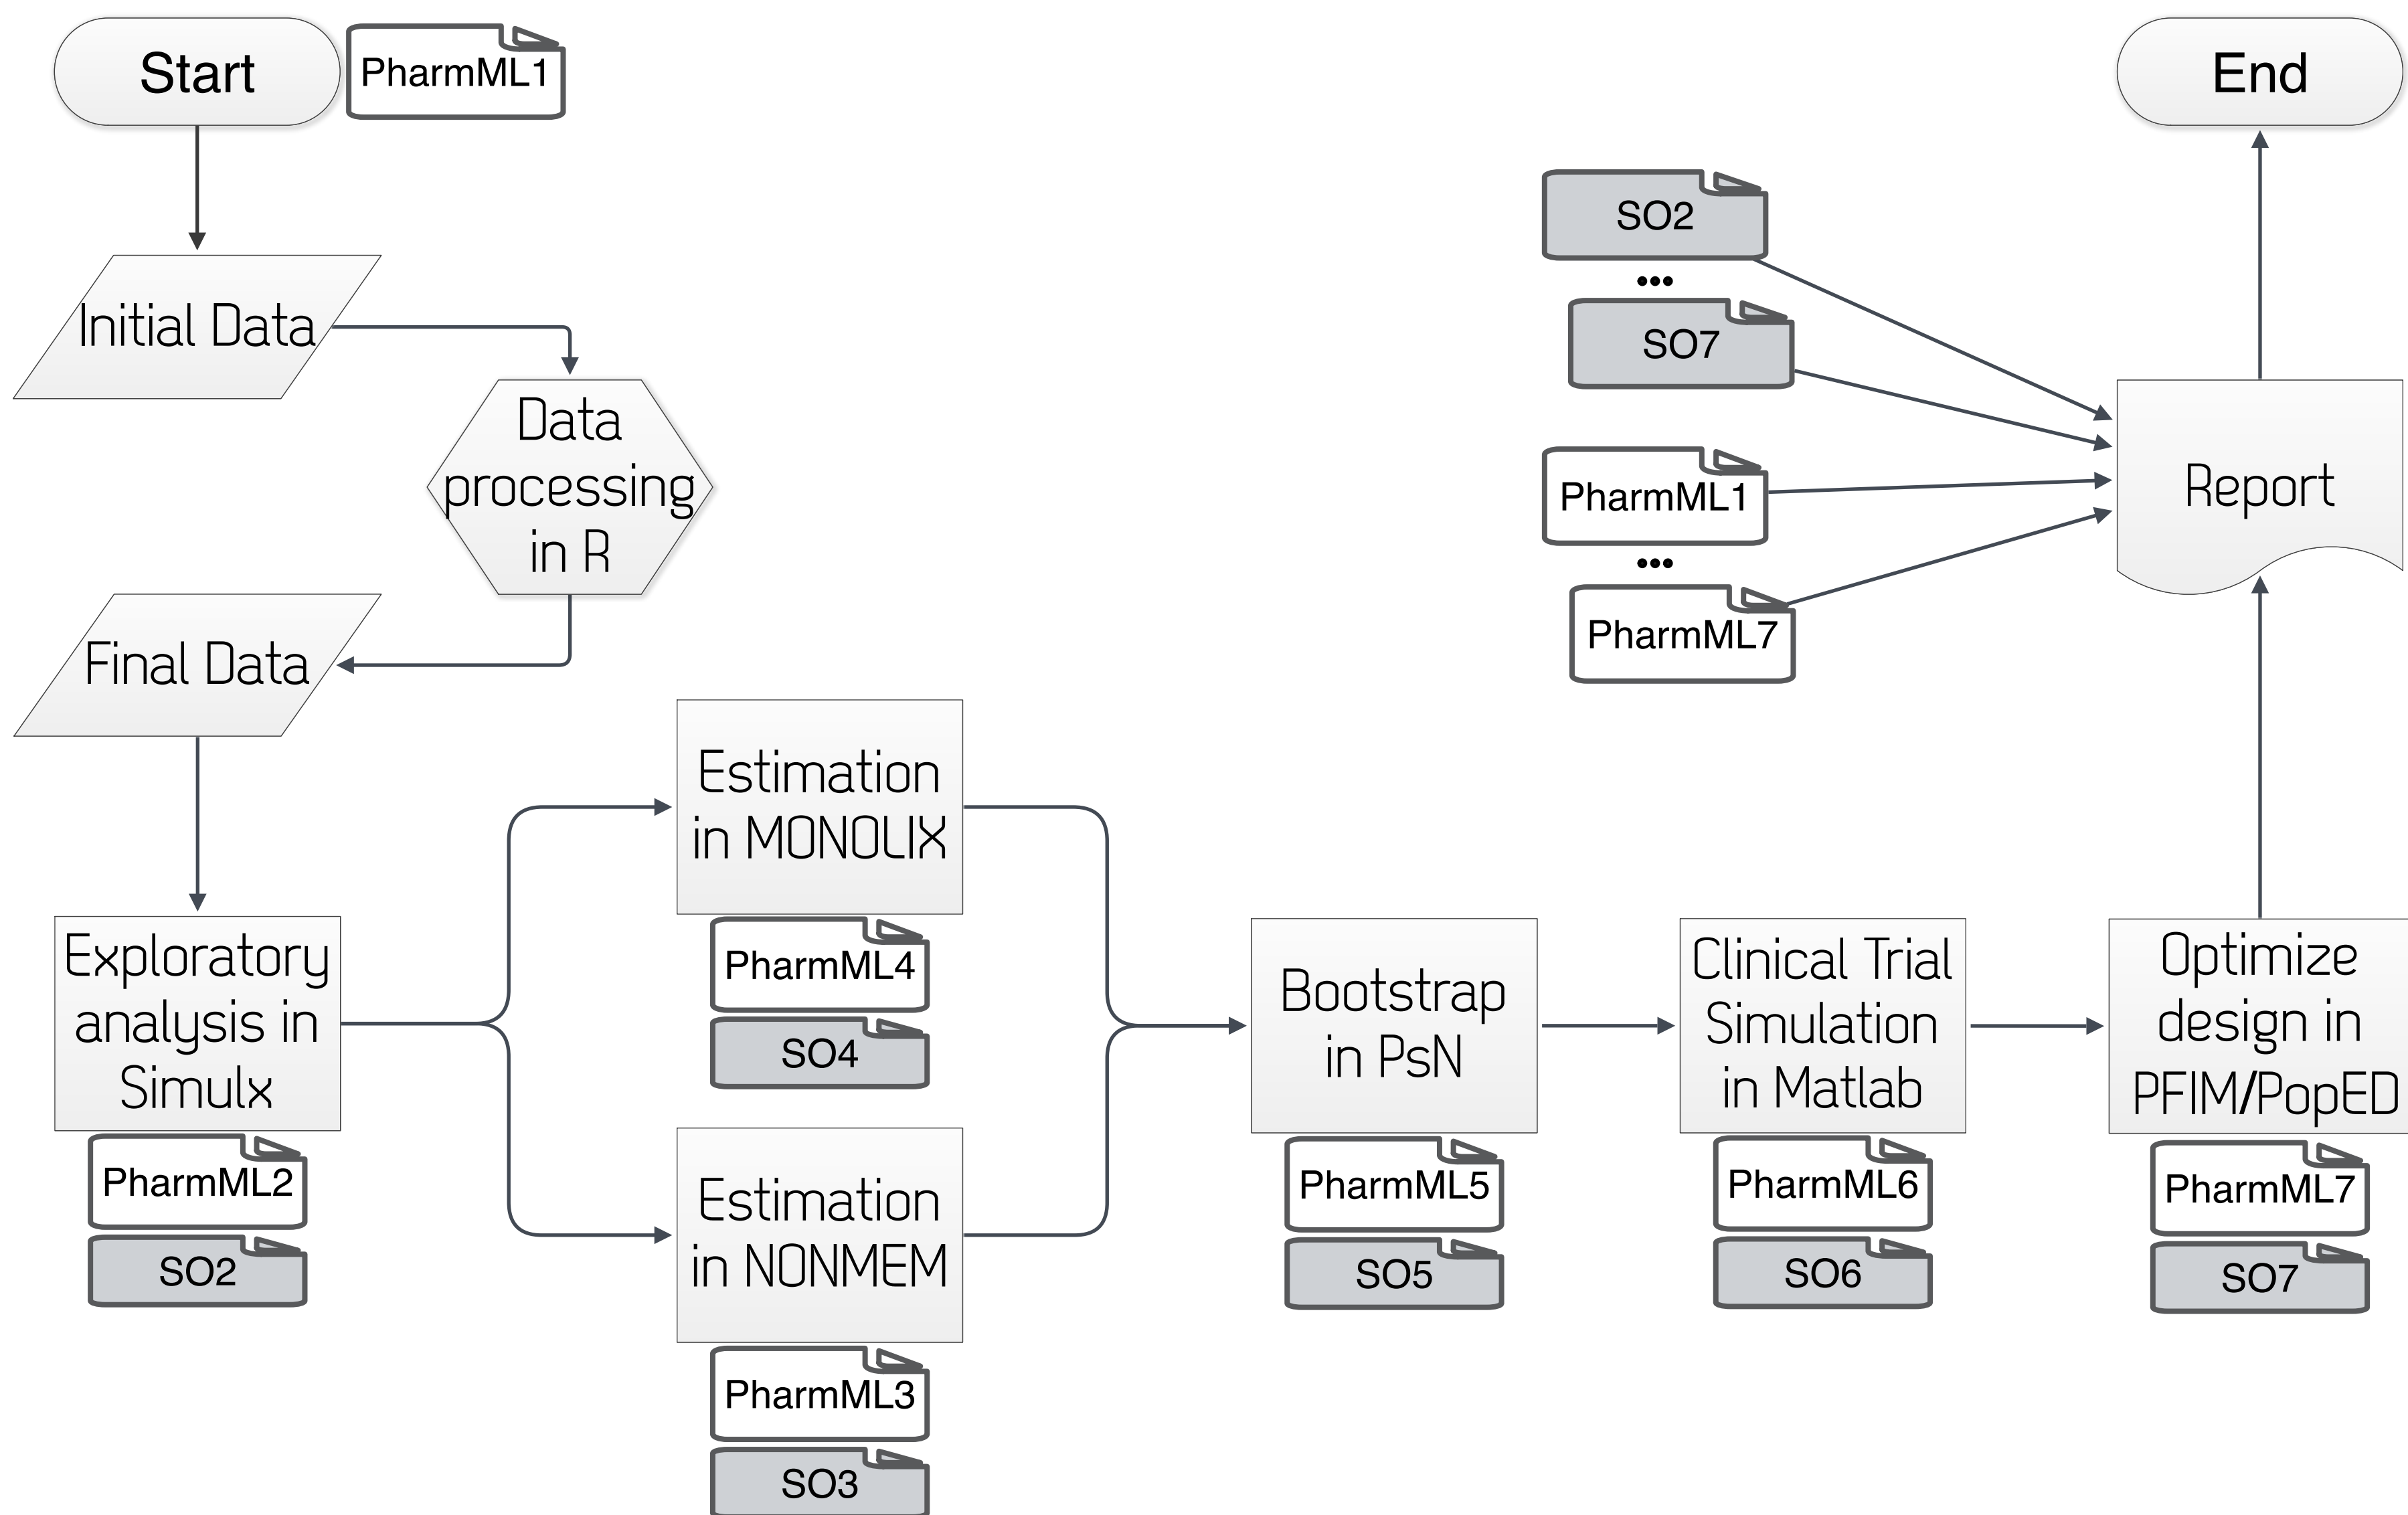 Start
PharmML1
End
SO2
...
SO7
Initial Data
Data
processing
in R
PharmML1
...
PharmML7
Report
Final Data
Estimation
in MONOLIX
PharmML4
SO4
Exploratory
analysis in
Simulx
PharmML2
SO2
Estimation
in NONMEM
PharmML3
SO3
Bootstrap
in PsN
PharmML5
SO5
Clinical Trial
Simulation
in Matlab
PharmML6
SO6
Optimize
design in
PFIM/PopED
PharmML7
SO7